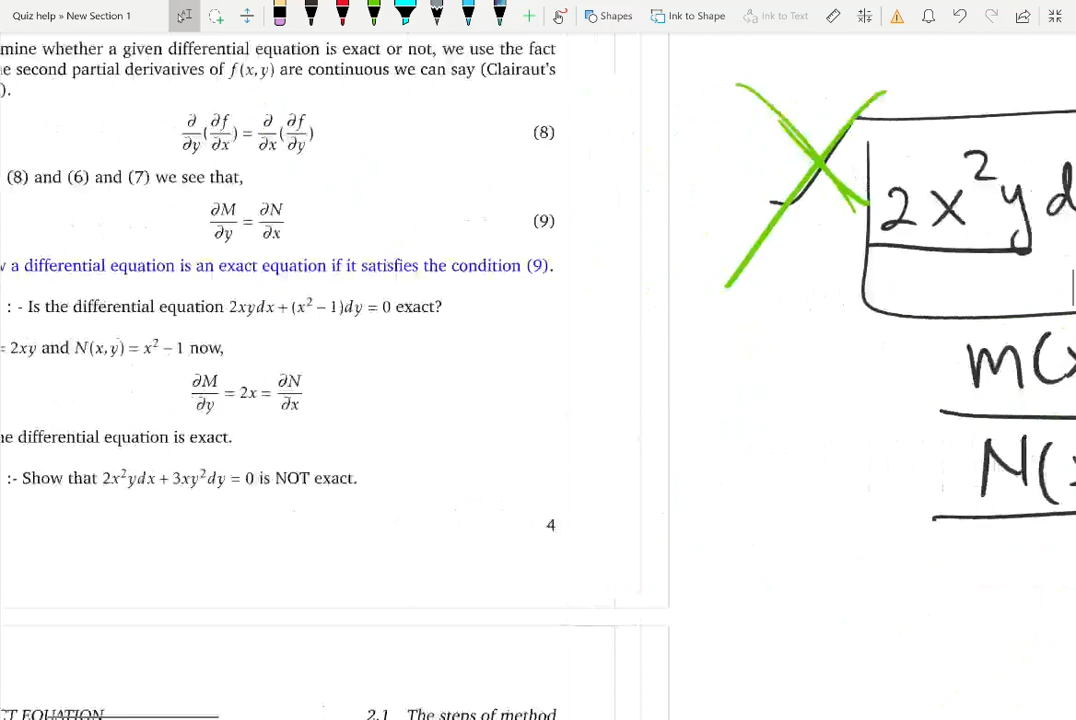 Quiz help » New Section 1
Shapes
Ink to Shape
Ink to Text
mine whether a given differential equation is exact or not, we use the fact
e second partial derivatives of f(x, y) are continuous we can say (Clairaut's
).
∂/∂y (∂f/∂x) = ∂/∂x (∂f/∂y) (8)
(8) and (6) and (7) we see that,
∂M/∂y = ∂N/∂x (9)
a differential equation is an exact equation if it satisfies the condition (9).
: - Is the differential equation 2xydx + (x² − 1)dy = 0 exact?
= 2xy and N(x, y) = x² − 1 now,
∂M/∂y = 2x = ∂N/∂x
e differential equation is exact.
:- Show that 2x²ydx + 3xy²dy = 0 is NOT exact.
4
2x²y d
m(x
N(
CT EQUATION 2.1 The steps of method